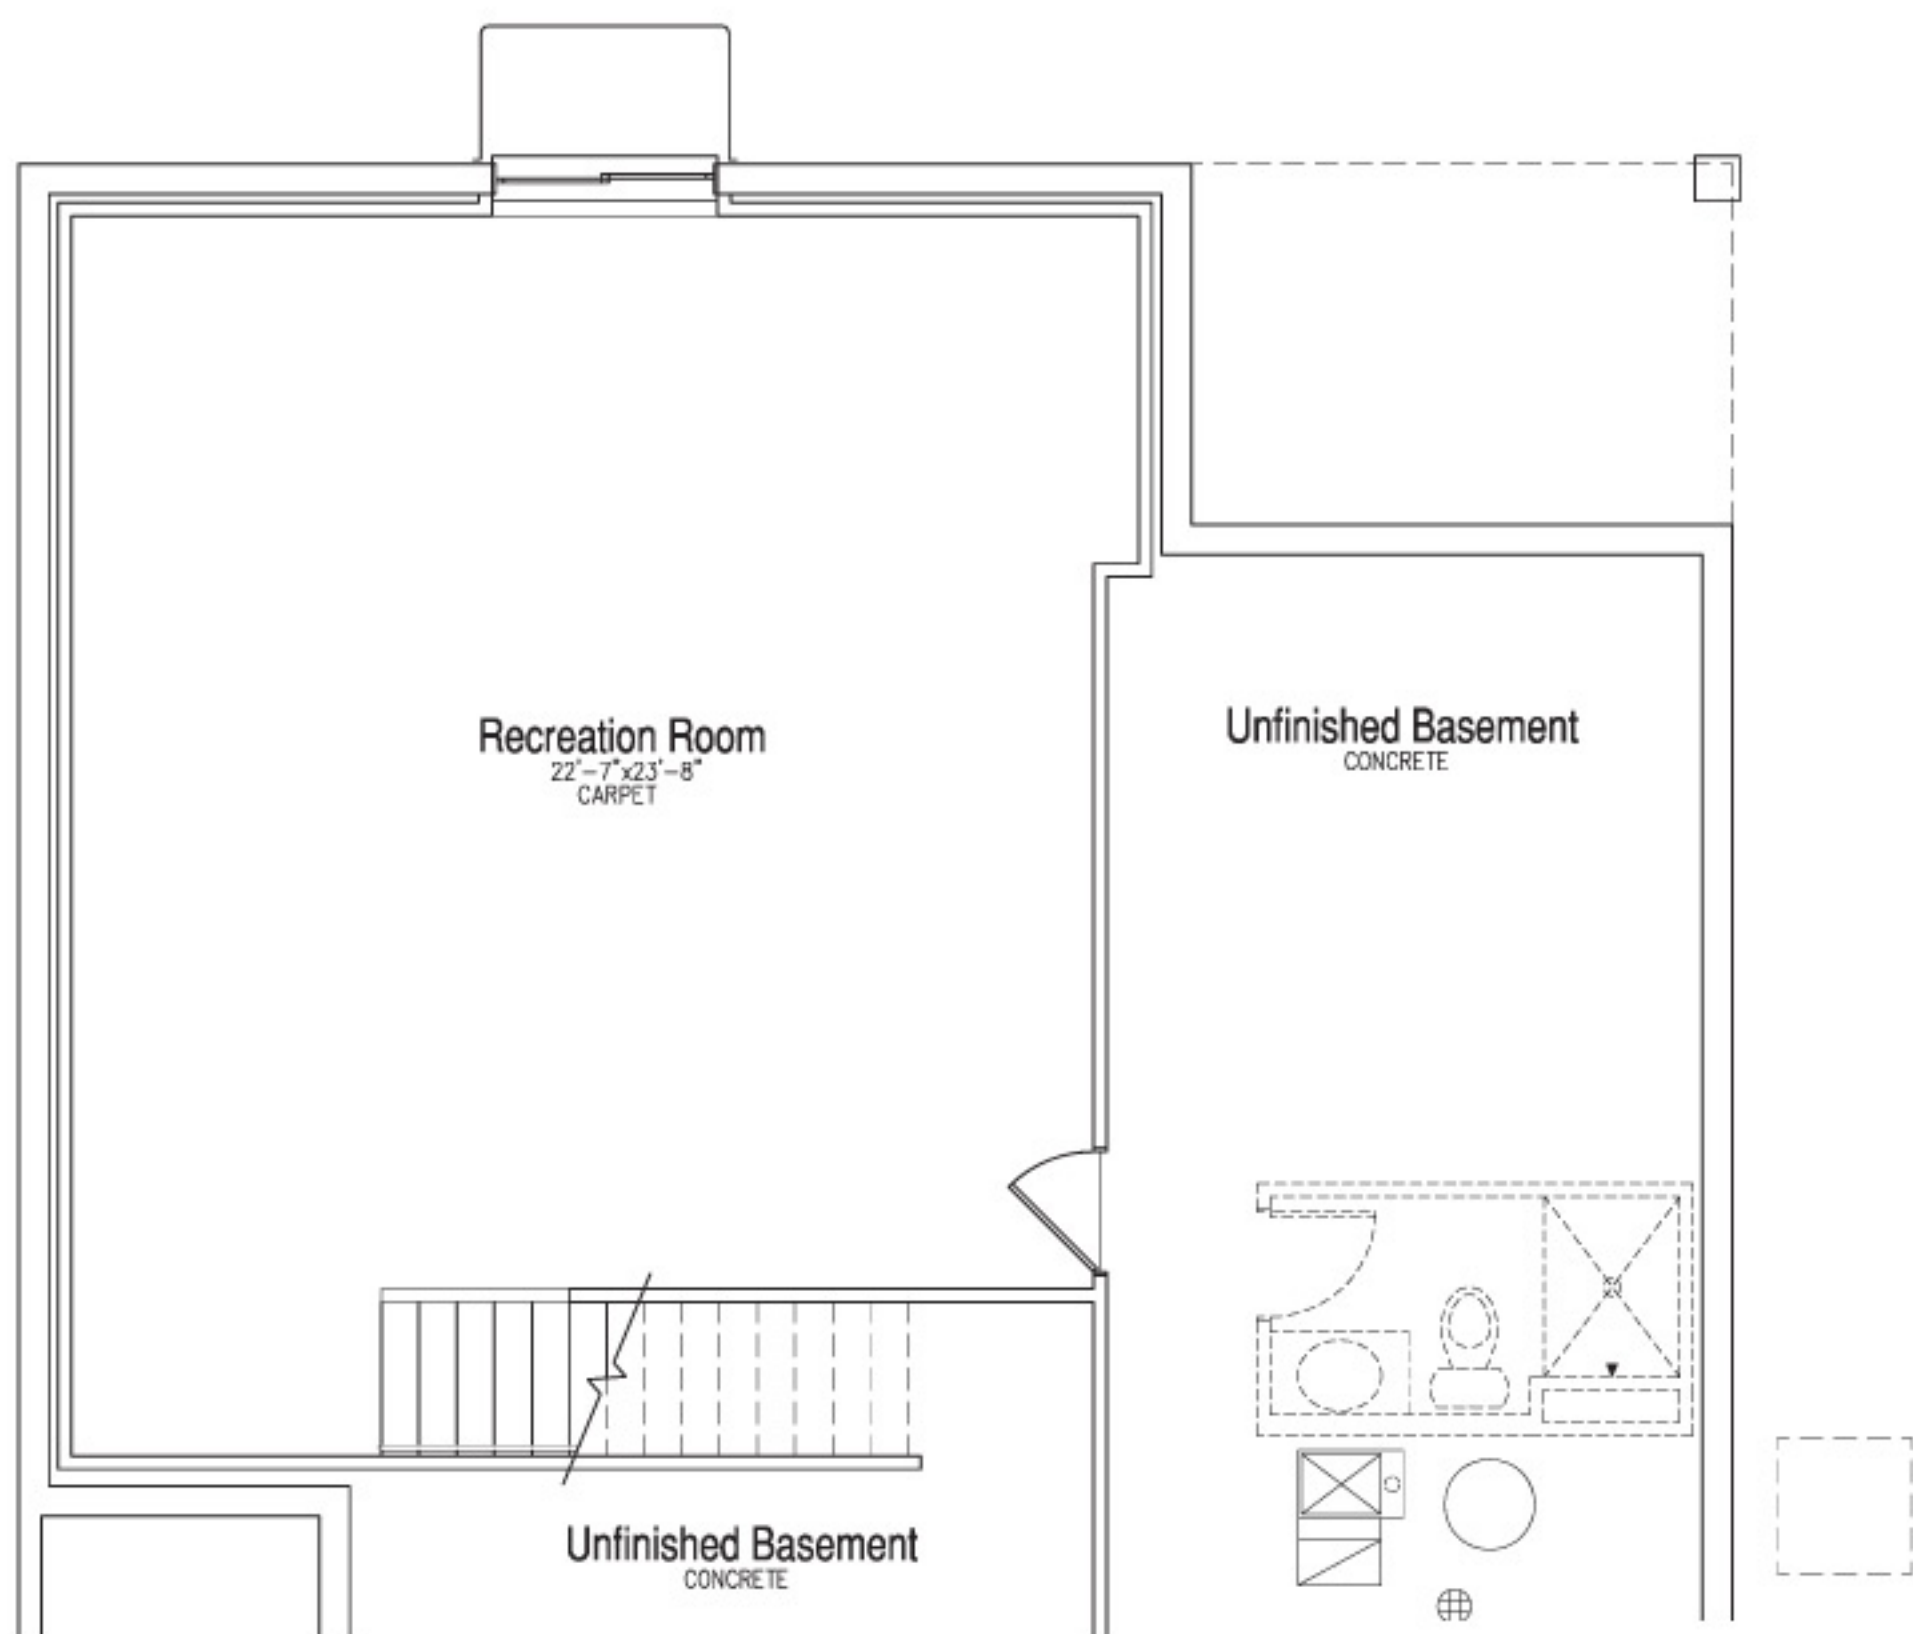 Recreation Room
22'-7"x23'-8"
CARPET
Unfinished Basement
CONCRETE
Unfinished Basement
CONCRETE